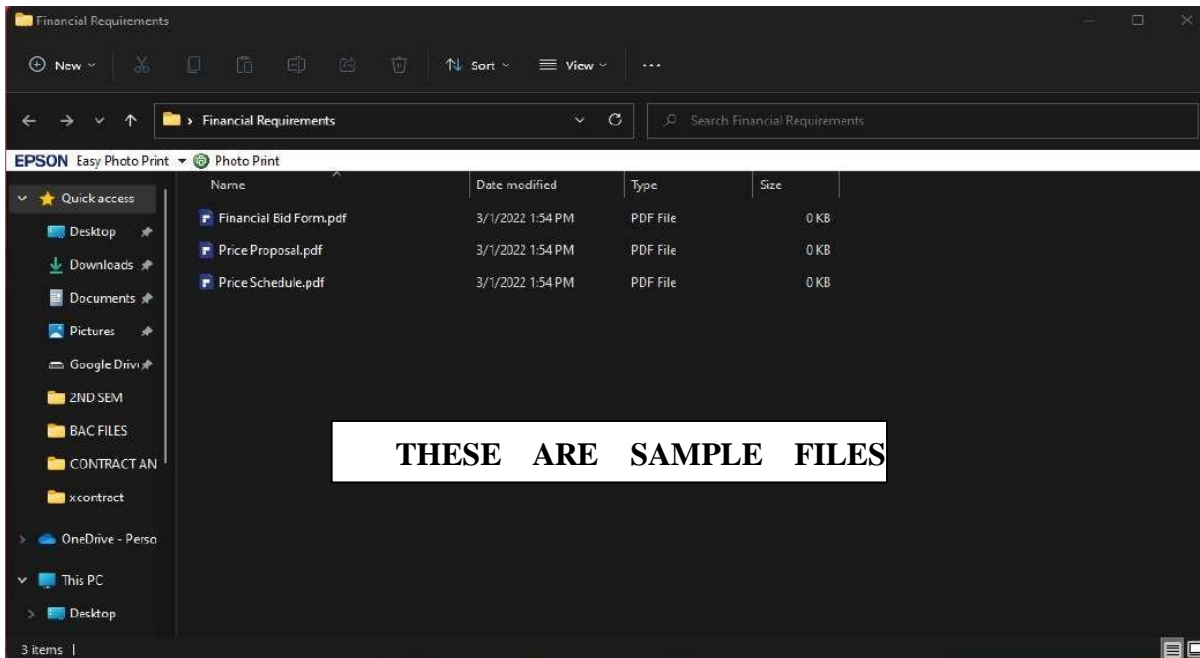 Financial Requirements
New
Sort
View
...
Financial Requirements
Search Financial Requirements
EPSON Easy Photo Print Photo Print
Name Date modified Type Size
Quick access
Financial Bid Form.pdf 3/1/2022 1:54 PM PDF File 0 KB
Desktop
Price Proposal.pdf 3/1/2022 1:54 PM PDF File 0 KB
Downloads
Price Schedule.pdf 3/1/2022 1:54 PM PDF File 0 KB
Documents
Pictures
Google Driv
2ND SEM
BAC FILES
THESE ARE SAMPLE FILES
CONTRACT AN
xcontract
OneDrive - Perso
This PC
Desktop
3 items